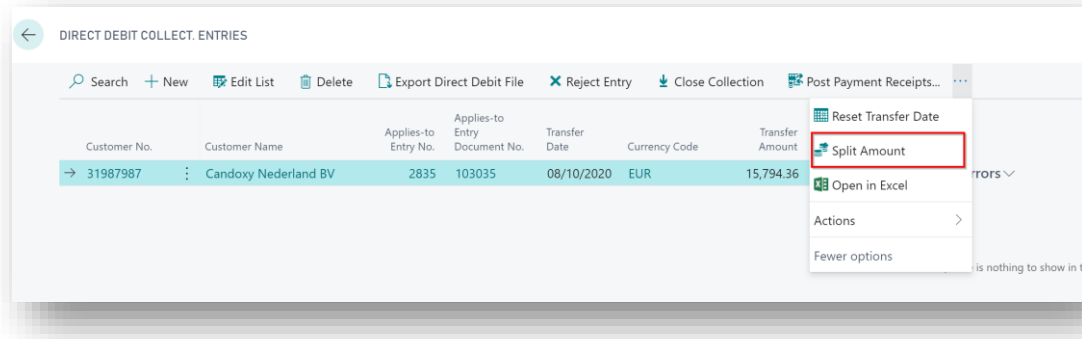 DIRECT DEBIT COLLECT. ENTRIES
Search New Edit List Delete Export Direct Debit File Reject Entry Close Collection Post Payment Receipts... ...
Reset Transfer Date
Split Amount
Open in Excel
Actions
Fewer options
Customer No. Customer Name Applies-to Entry No. Applies-to Entry Document No. Transfer Date Currency Code Transfer Amount
31987987 Candoxy Nederland BV 2835 103035 08/10/2020 EUR 15,794.36
rrors
is nothing to show in t